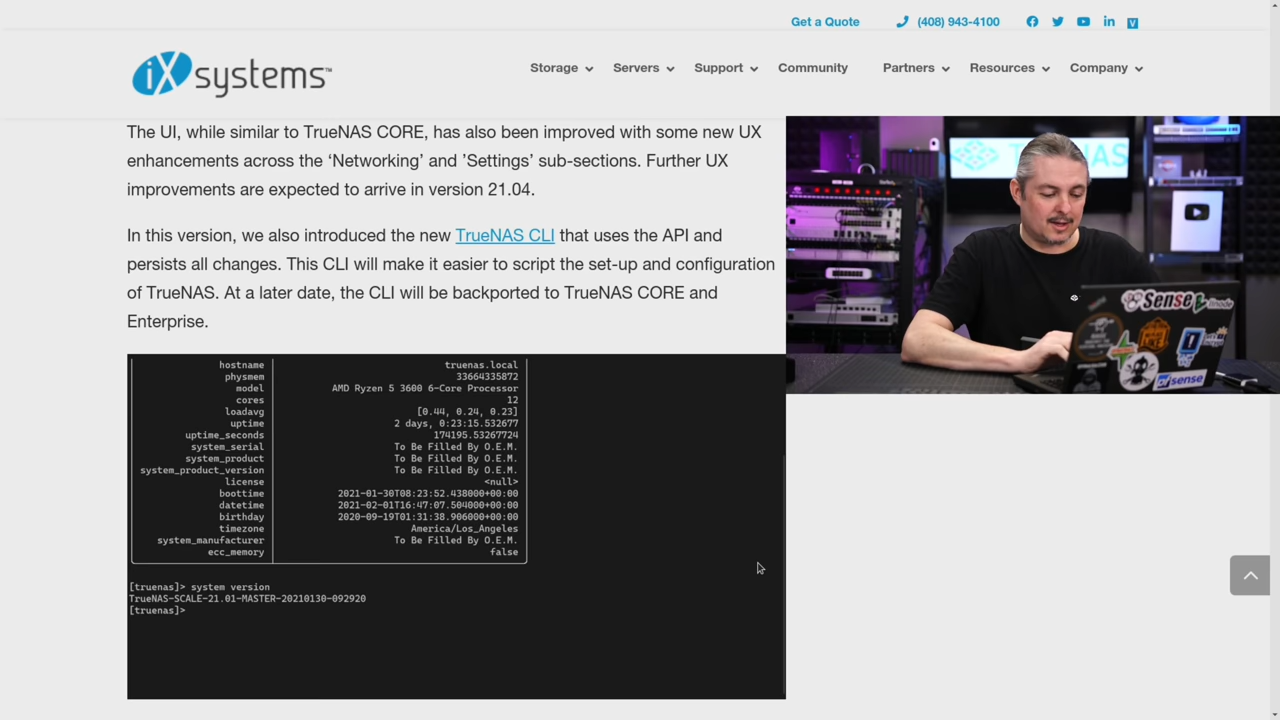 Get a Quote
(408) 943-4100
iXsystems™
Storage
Servers
Support
Community
Partners
Resources
Company
The UI, while similar to TrueNAS CORE, has also been improved with some new UX
enhancements across the ‘Networking’ and ’Settings’ sub-sections. Further UX
improvements are expected to arrive in version 21.04.
In this version, we also introduced the new TrueNAS CLI that uses the API and
persists all changes. This CLI will make it easier to script the set-up and configuration
of TrueNAS. At a later date, the CLI will be backported to TrueNAS CORE and
Enterprise.
hostname truenas.local
physmem 33664335872
model AMD Ryzen 5 3600 6-Core Processor
cores 12
loadavg [0.44, 0.24, 0.23]
uptime 2 days, 0:23:15.532677
uptime_seconds 174195.53267724
system_serial To Be Filled By O.E.M.
system_product To Be Filled By O.E.M.
system_product_version To Be Filled By O.E.M.
license <null>
boottime 2021-01-30T08:23:52.438000+00:00
datetime 2021-02-01T16:47:07.504000+00:00
birthday 2020-09-19T01:31:38.906000+00:00
timezone America/Los_Angeles
system_manufacturer To Be Filled By O.E.M.
ecc_memory false
[truenas]> system version
TrueNAS-SCALE-21.01-MASTER-20210130-092920
[truenas]>
TRUENAS
Sense
linode
pfsense